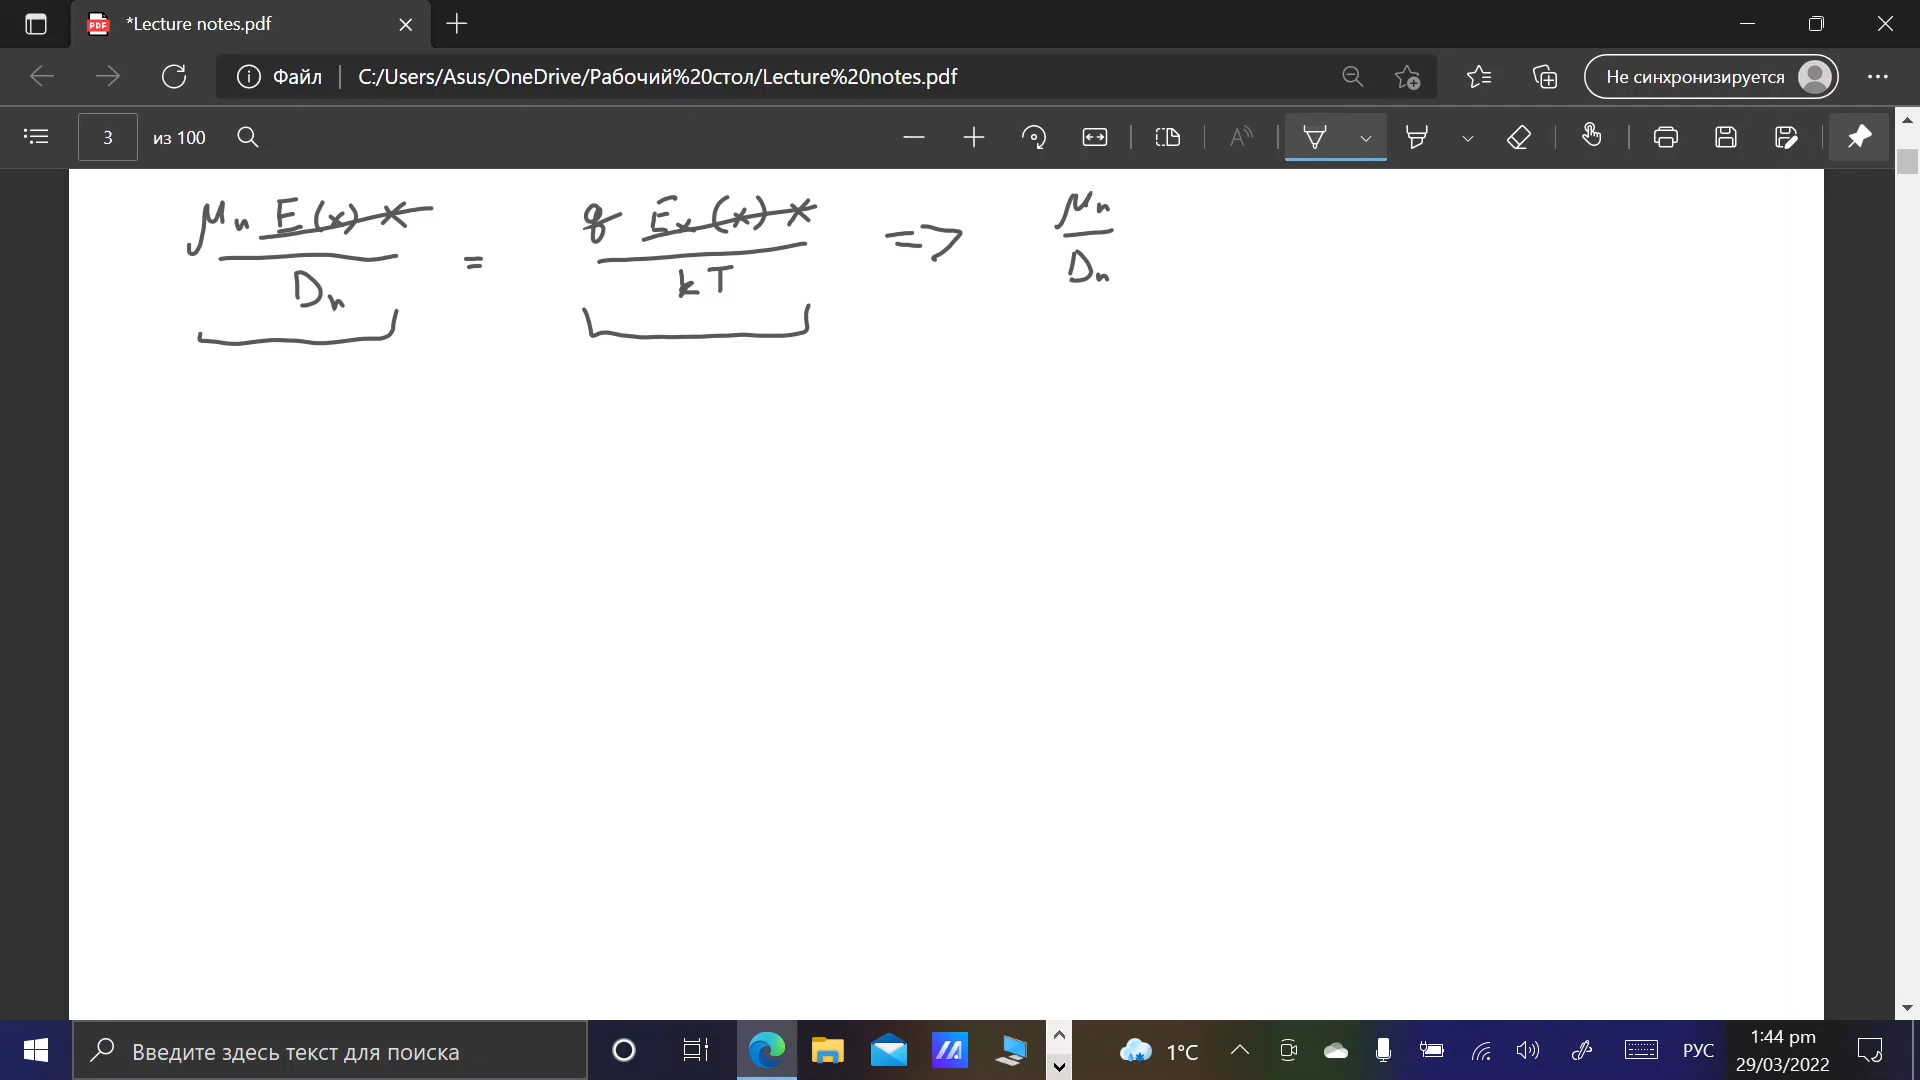 *Lecture notes.pdf
Файл | C:/Users/Asus/OneDrive/Рабочий%20стол/Lecture%20notes.pdf
Не синхронизируется
3 из 100
μn E(x) x / Dn = q Ex(x) x / kT => μn / Dn
Введите здесь текст для поиска
1°C
РУС
1:44 pm
29/03/2022